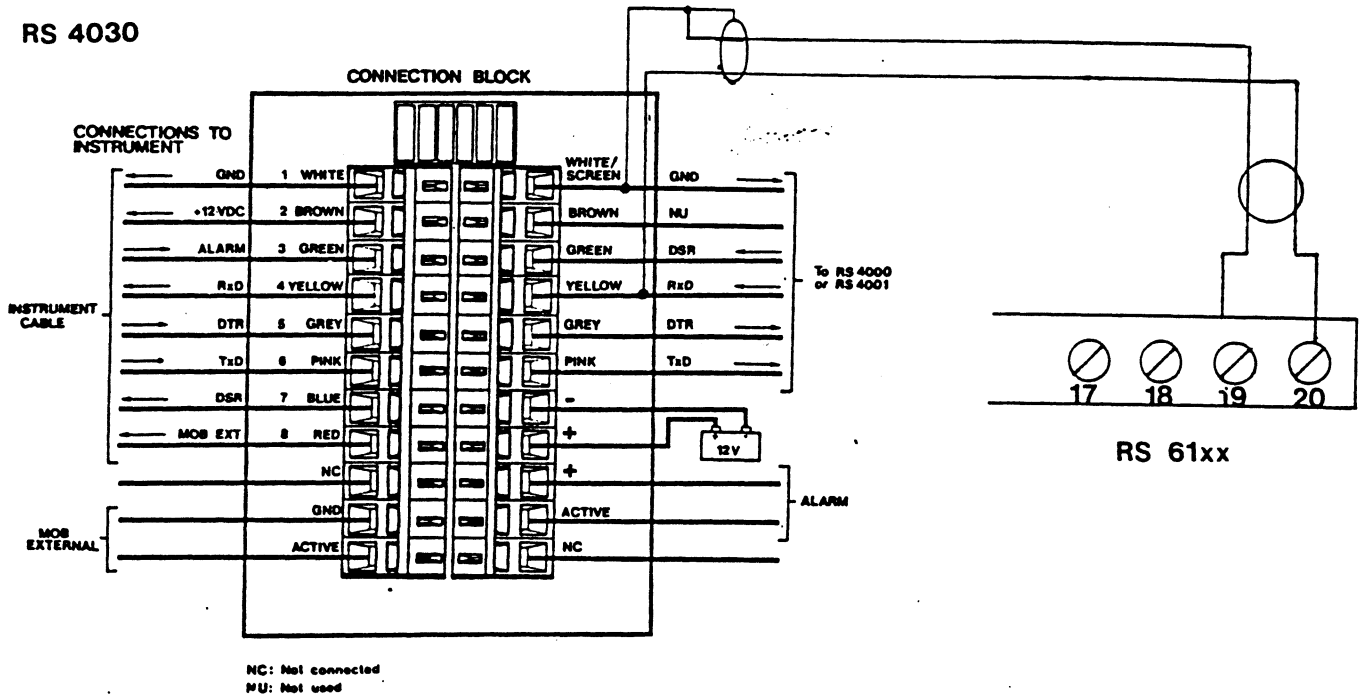 RS 4030
CONNECTION BLOCK
CONNECTIONS TO
INSTRUMENT
GND 1 WHITE
WHITE/
SCREEN GND
+12VDC 2 BROWN
BROWN NU
ALARM 3 GREEN
GREEN DSR
To RS 4000
or RS 4001
RxD 4 YELLOW
YELLOW RxD
INSTRUMENT
CABLE
DTR 5 GREY
GREY DTR
TxD 6 PINK
PINK TxD
DSR 7 BLUE
-
MOB EXT 8 RED
+
+ -
12V
NC
+
ALARM
GND
ACTIVE
MOB
EXTERNAL
ACTIVE
NC
17 18 19 20
RS 61xx
NC: Not connected
NU: Not used